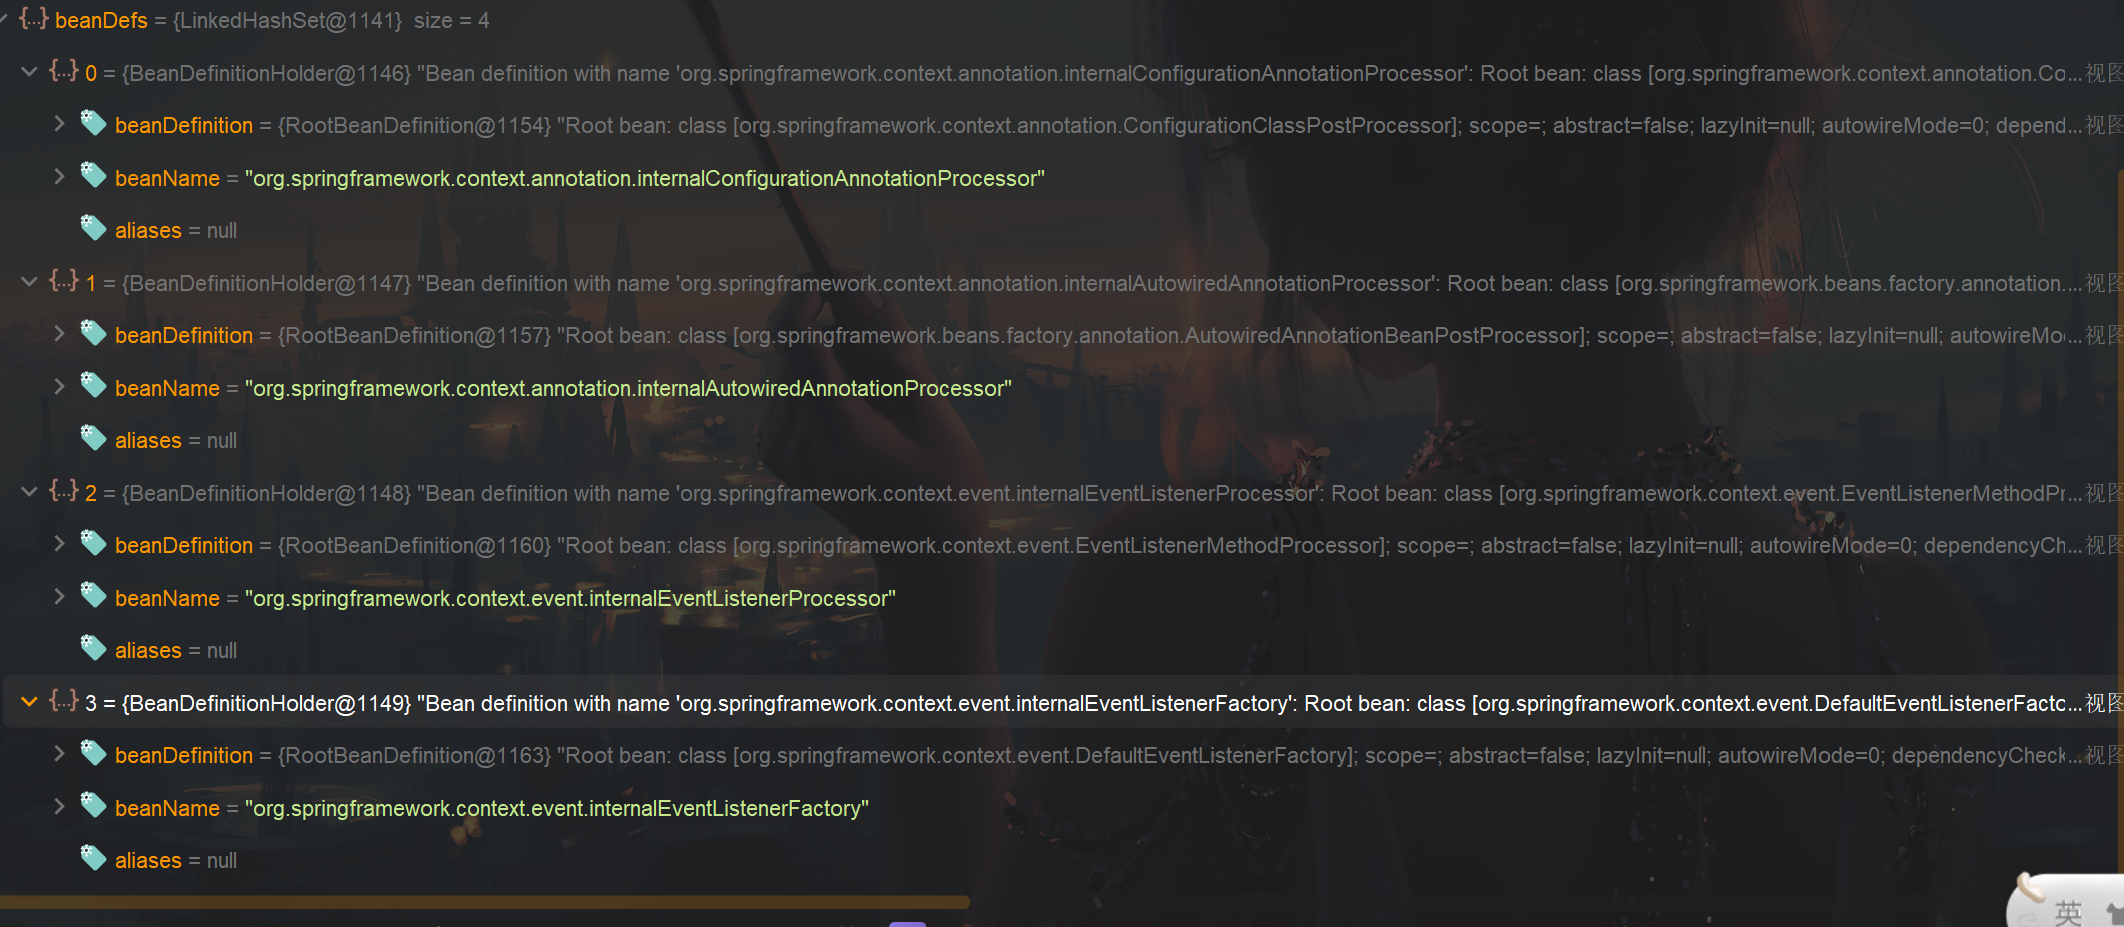 beanDefs = {LinkedHashSet@1141} size = 4
0 = {BeanDefinitionHolder@1146} "Bean definition with name 'org.springframework.context.annotation.internalConfigurationAnnotationProcessor': Root bean: class [org.springframework.context.annotation.Co... 视图
beanDefinition = {RootBeanDefinition@1154} "Root bean: class [org.springframework.context.annotation.ConfigurationClassPostProcessor]; scope=; abstract=false; lazyInit=null; autowireMode=0; depend... 视图
beanName = "org.springframework.context.annotation.internalConfigurationAnnotationProcessor"
aliases = null
1 = {BeanDefinitionHolder@1147} "Bean definition with name 'org.springframework.context.annotation.internalAutowiredAnnotationProcessor': Root bean: class [org.springframework.beans.factory.annotation.... 视图
beanDefinition = {RootBeanDefinition@1157} "Root bean: class [org.springframework.beans.factory.annotation.AutowiredAnnotationBeanPostProcessor]; scope=; abstract=false; lazyInit=null; autowireMo... 视图
beanName = "org.springframework.context.annotation.internalAutowiredAnnotationProcessor"
aliases = null
2 = {BeanDefinitionHolder@1148} "Bean definition with name 'org.springframework.context.event.internalEventListenerProcessor': Root bean: class [org.springframework.context.event.EventListenerMethodPr... 视图
beanDefinition = {RootBeanDefinition@1160} "Root bean: class [org.springframework.context.event.EventListenerMethodProcessor]; scope=; abstract=false; lazyInit=null; autowireMode=0; dependencyCh... 视图
beanName = "org.springframework.context.event.internalEventListenerProcessor"
aliases = null
3 = {BeanDefinitionHolder@1149} "Bean definition with name 'org.springframework.context.event.internalEventListenerFactory': Root bean: class [org.springframework.context.event.DefaultEventListenerFacto... 视图
beanDefinition = {RootBeanDefinition@1163} "Root bean: class [org.springframework.context.event.DefaultEventListenerFactory]; scope=; abstract=false; lazyInit=null; autowireMode=0; dependencyCheck... 视图
beanName = "org.springframework.context.event.internalEventListenerFactory"
aliases = null
英